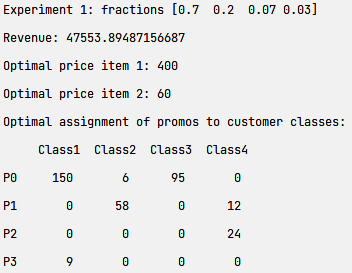 Experiment 1: fractions [0.7  0.2  0.07 0.03]
Revenue: 47553.89487156687
Optimal price item 1: 400
Optimal price item 2: 60
Optimal assignment of promos to customer classes:
Class1 Class2 Class3 Class4
P0 150 6 95 0
P1 0 58 0 12
P2 0 0 0 24
P3 9 0 0 0